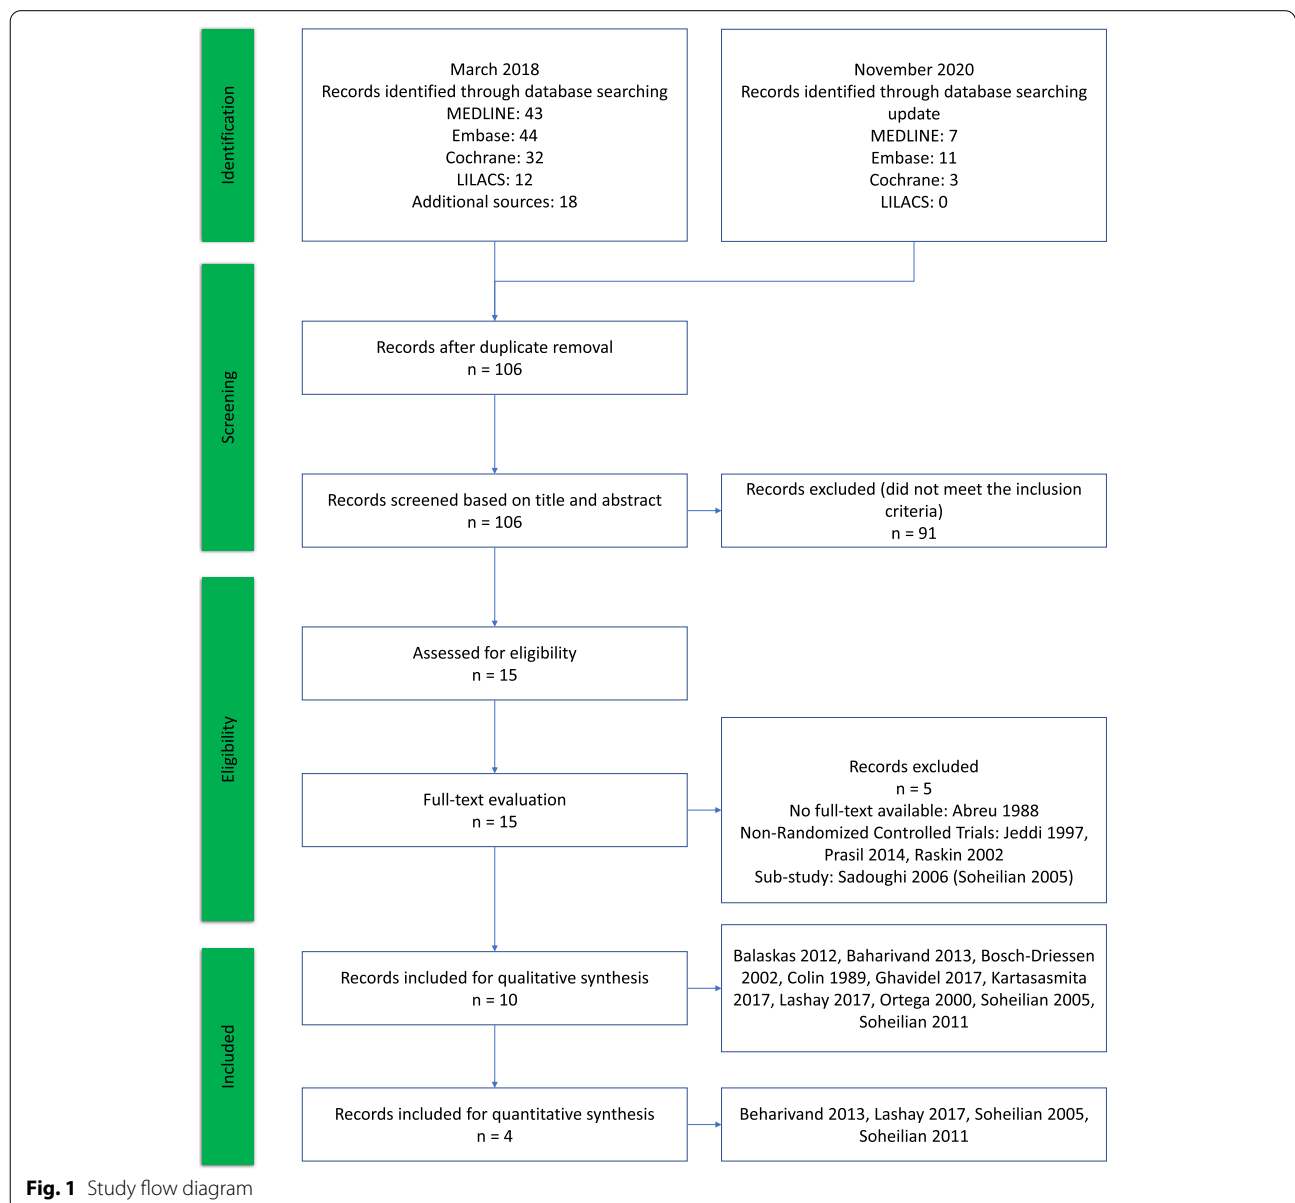 Identification
March 2018
Records identified through database searching
MEDLINE: 43
Embase: 44
Cochrane: 32
LILACS: 12
Additional sources: 18
November 2020
Records identified through database searching
update
MEDLINE: 7
Embase: 11
Cochrane: 3
LILACS: 0
Screening
Records after duplicate removal
n = 106
Records screened based on title and abstract
n = 106
Records excluded (did not meet the inclusion
criteria)
n = 91
Eligibility
Assessed for eligibility
n = 15
Full-text evaluation
n = 15
Records excluded
n = 5
No full-text available: Abreu 1988
Non-Randomized Controlled Trials: Jeddi 1997,
Prasil 2014, Raskin 2002
Sub-study: Sadoughi 2006 (Soheilian 2005)
Included
Records included for qualitative synthesis
n = 10
Balaskas 2012, Baharivand 2013, Bosch-Driessen
2002, Colin 1989, Ghavidel 2017, Kartasasmita
2017, Lashay 2017, Ortega 2000, Soheilian 2005,
Soheilian 2011
Records included for quantitative synthesis
n = 4
Beharivand 2013, Lashay 2017, Soheilian 2005,
Soheilian 2011
Fig. 1 Study flow diagram